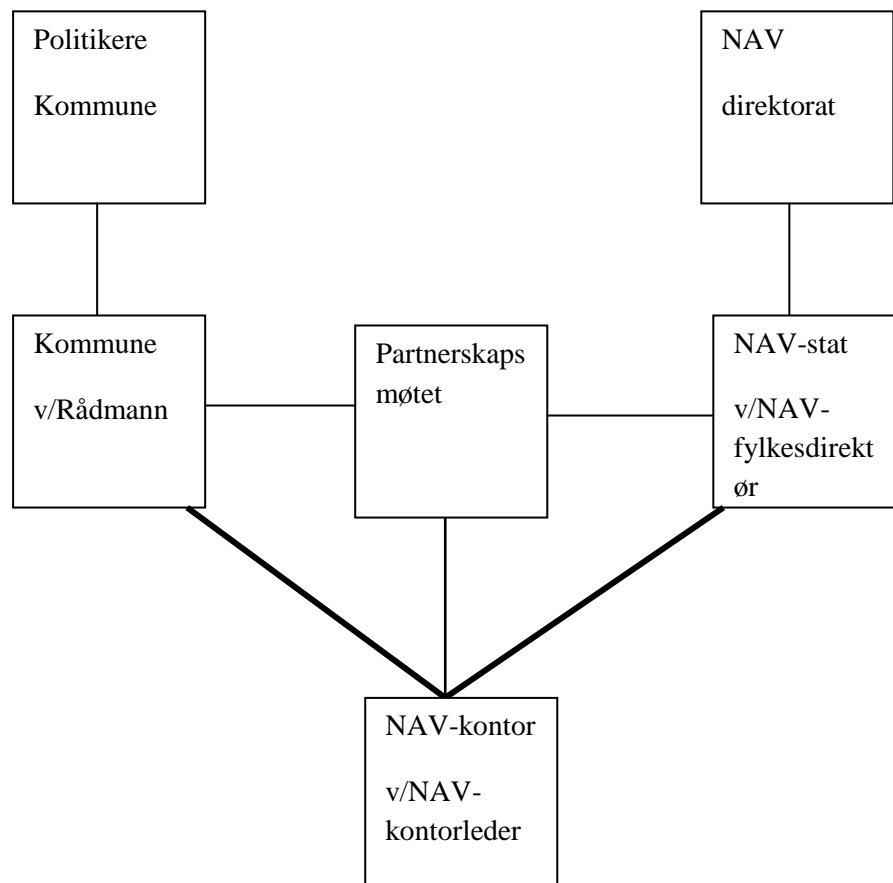 Politikere
Kommune
NAV
direktorat
Kommune
v/Rådmann
Partnerskaps
møtet
NAV-stat
v/NAV-
fylkesdirekt
ør
NAV-kontor
v/NAV-
kontorleder